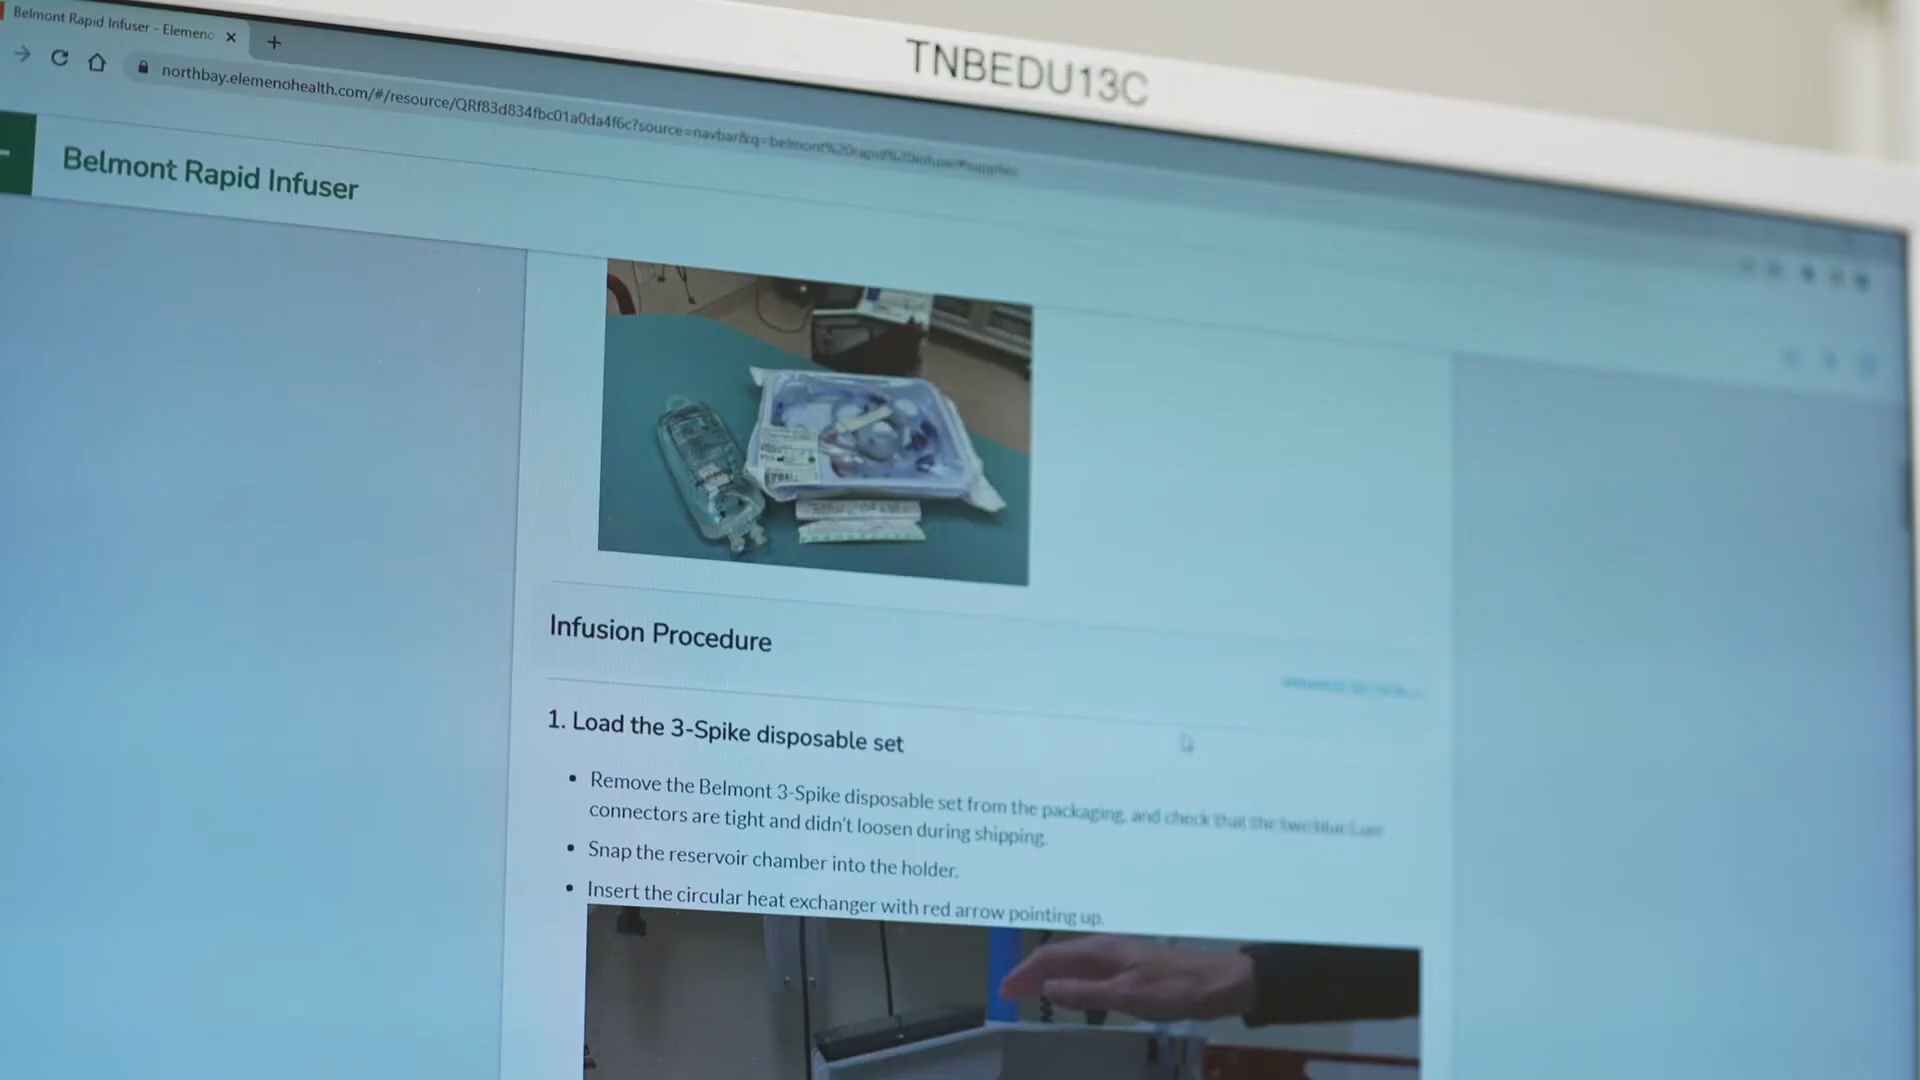 TNBEDU13C
Belmont Rapid Infuser - Elemeno
northbay.elemenohealth.com/#/resource/QRf83d834fbc01a0da4f6c?source=navbar&q=belmont%20rapid%20infuser#supplies
Belmont Rapid Infuser
Infusion Procedure
1. Load the 3-Spike disposable set
• Remove the Belmont 3-Spike disposable set from the packaging, and check that the two blue Luer
connectors are tight and didn't loosen during shipping.
• Snap the reservoir chamber into the holder.
• Insert the circular heat exchanger with red arrow pointing up.